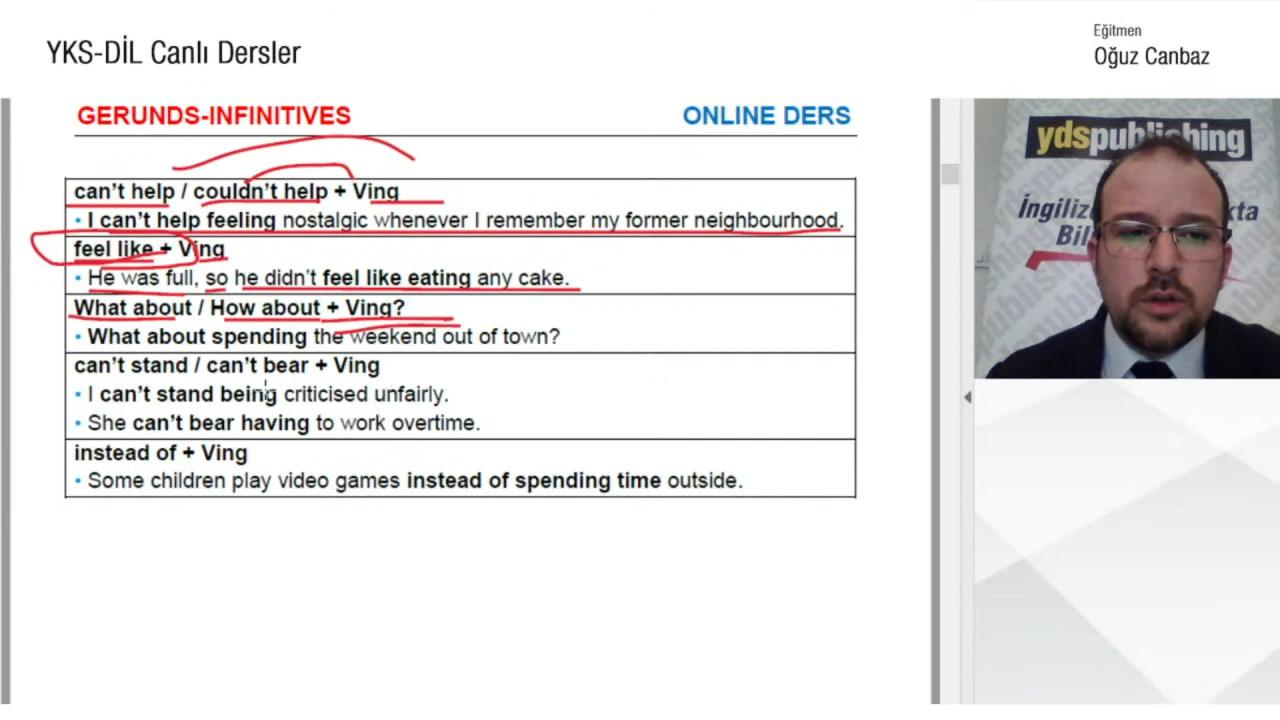 YKS-DİL Canlı Dersler
Eğitmen
Oğuz Canbaz
GERUNDS-INFINITIVES
ONLINE DERS
can't help / couldn't help + Ving
• I can't help feeling nostalgic whenever I remember my former neighbourhood.
feel like + Ving
• He was full, so he didn't feel like eating any cake.
What about / How about + Ving?
• What about spending the weekend out of town?
can't stand / can't bear + Ving
• I can't stand being criticised unfairly.
• She can't bear having to work overtime.
instead of + Ving
• Some children play video games instead of spending time outside.
ydspublishing